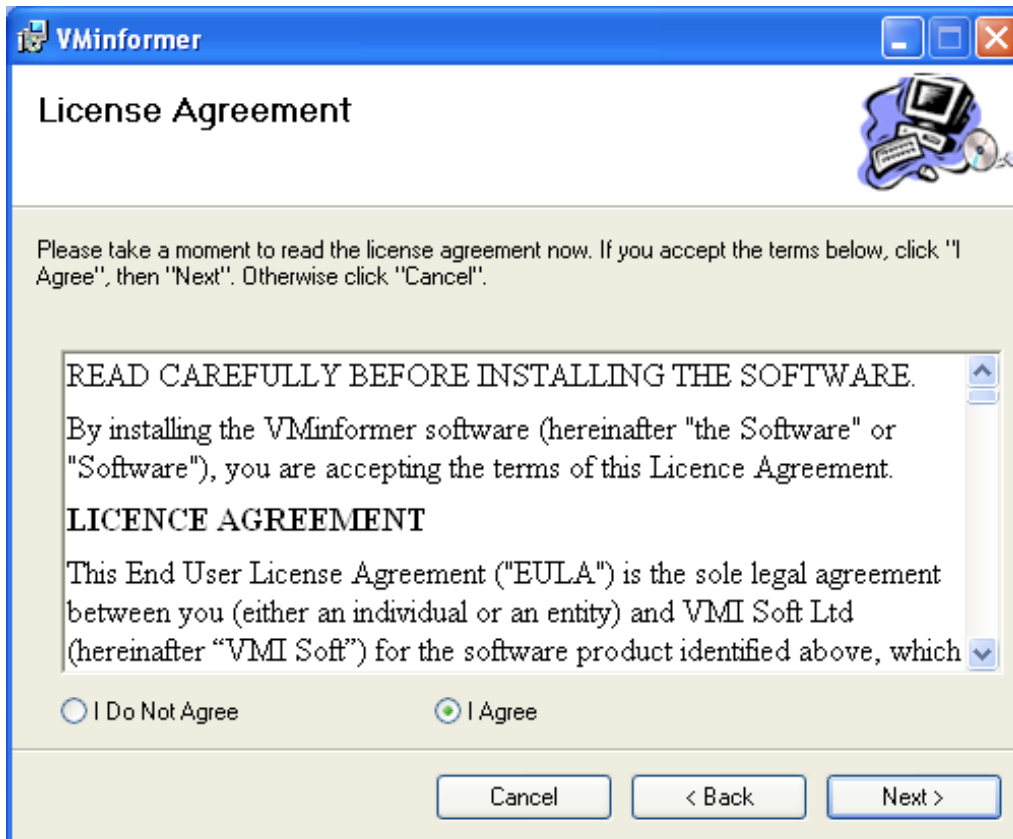 VMinformer
License Agreement
Please take a moment to read the license agreement now. If you accept the terms below, click "I
Agree", then "Next". Otherwise click "Cancel".
READ CAREFULLY BEFORE INSTALLING THE SOFTWARE.
By installing the VMinformer software (hereinafter "the Software" or
"Software"), you are accepting the terms of this Licence Agreement.
LICENCE AGREEMENT
This End User License Agreement ("EULA") is the sole legal agreement
between you (either an individual or an entity) and VMI Soft Ltd
(hereinafter “VMI Soft”) for the software product identified above, which
I Do Not Agree
I Agree
Cancel
< Back
Next >